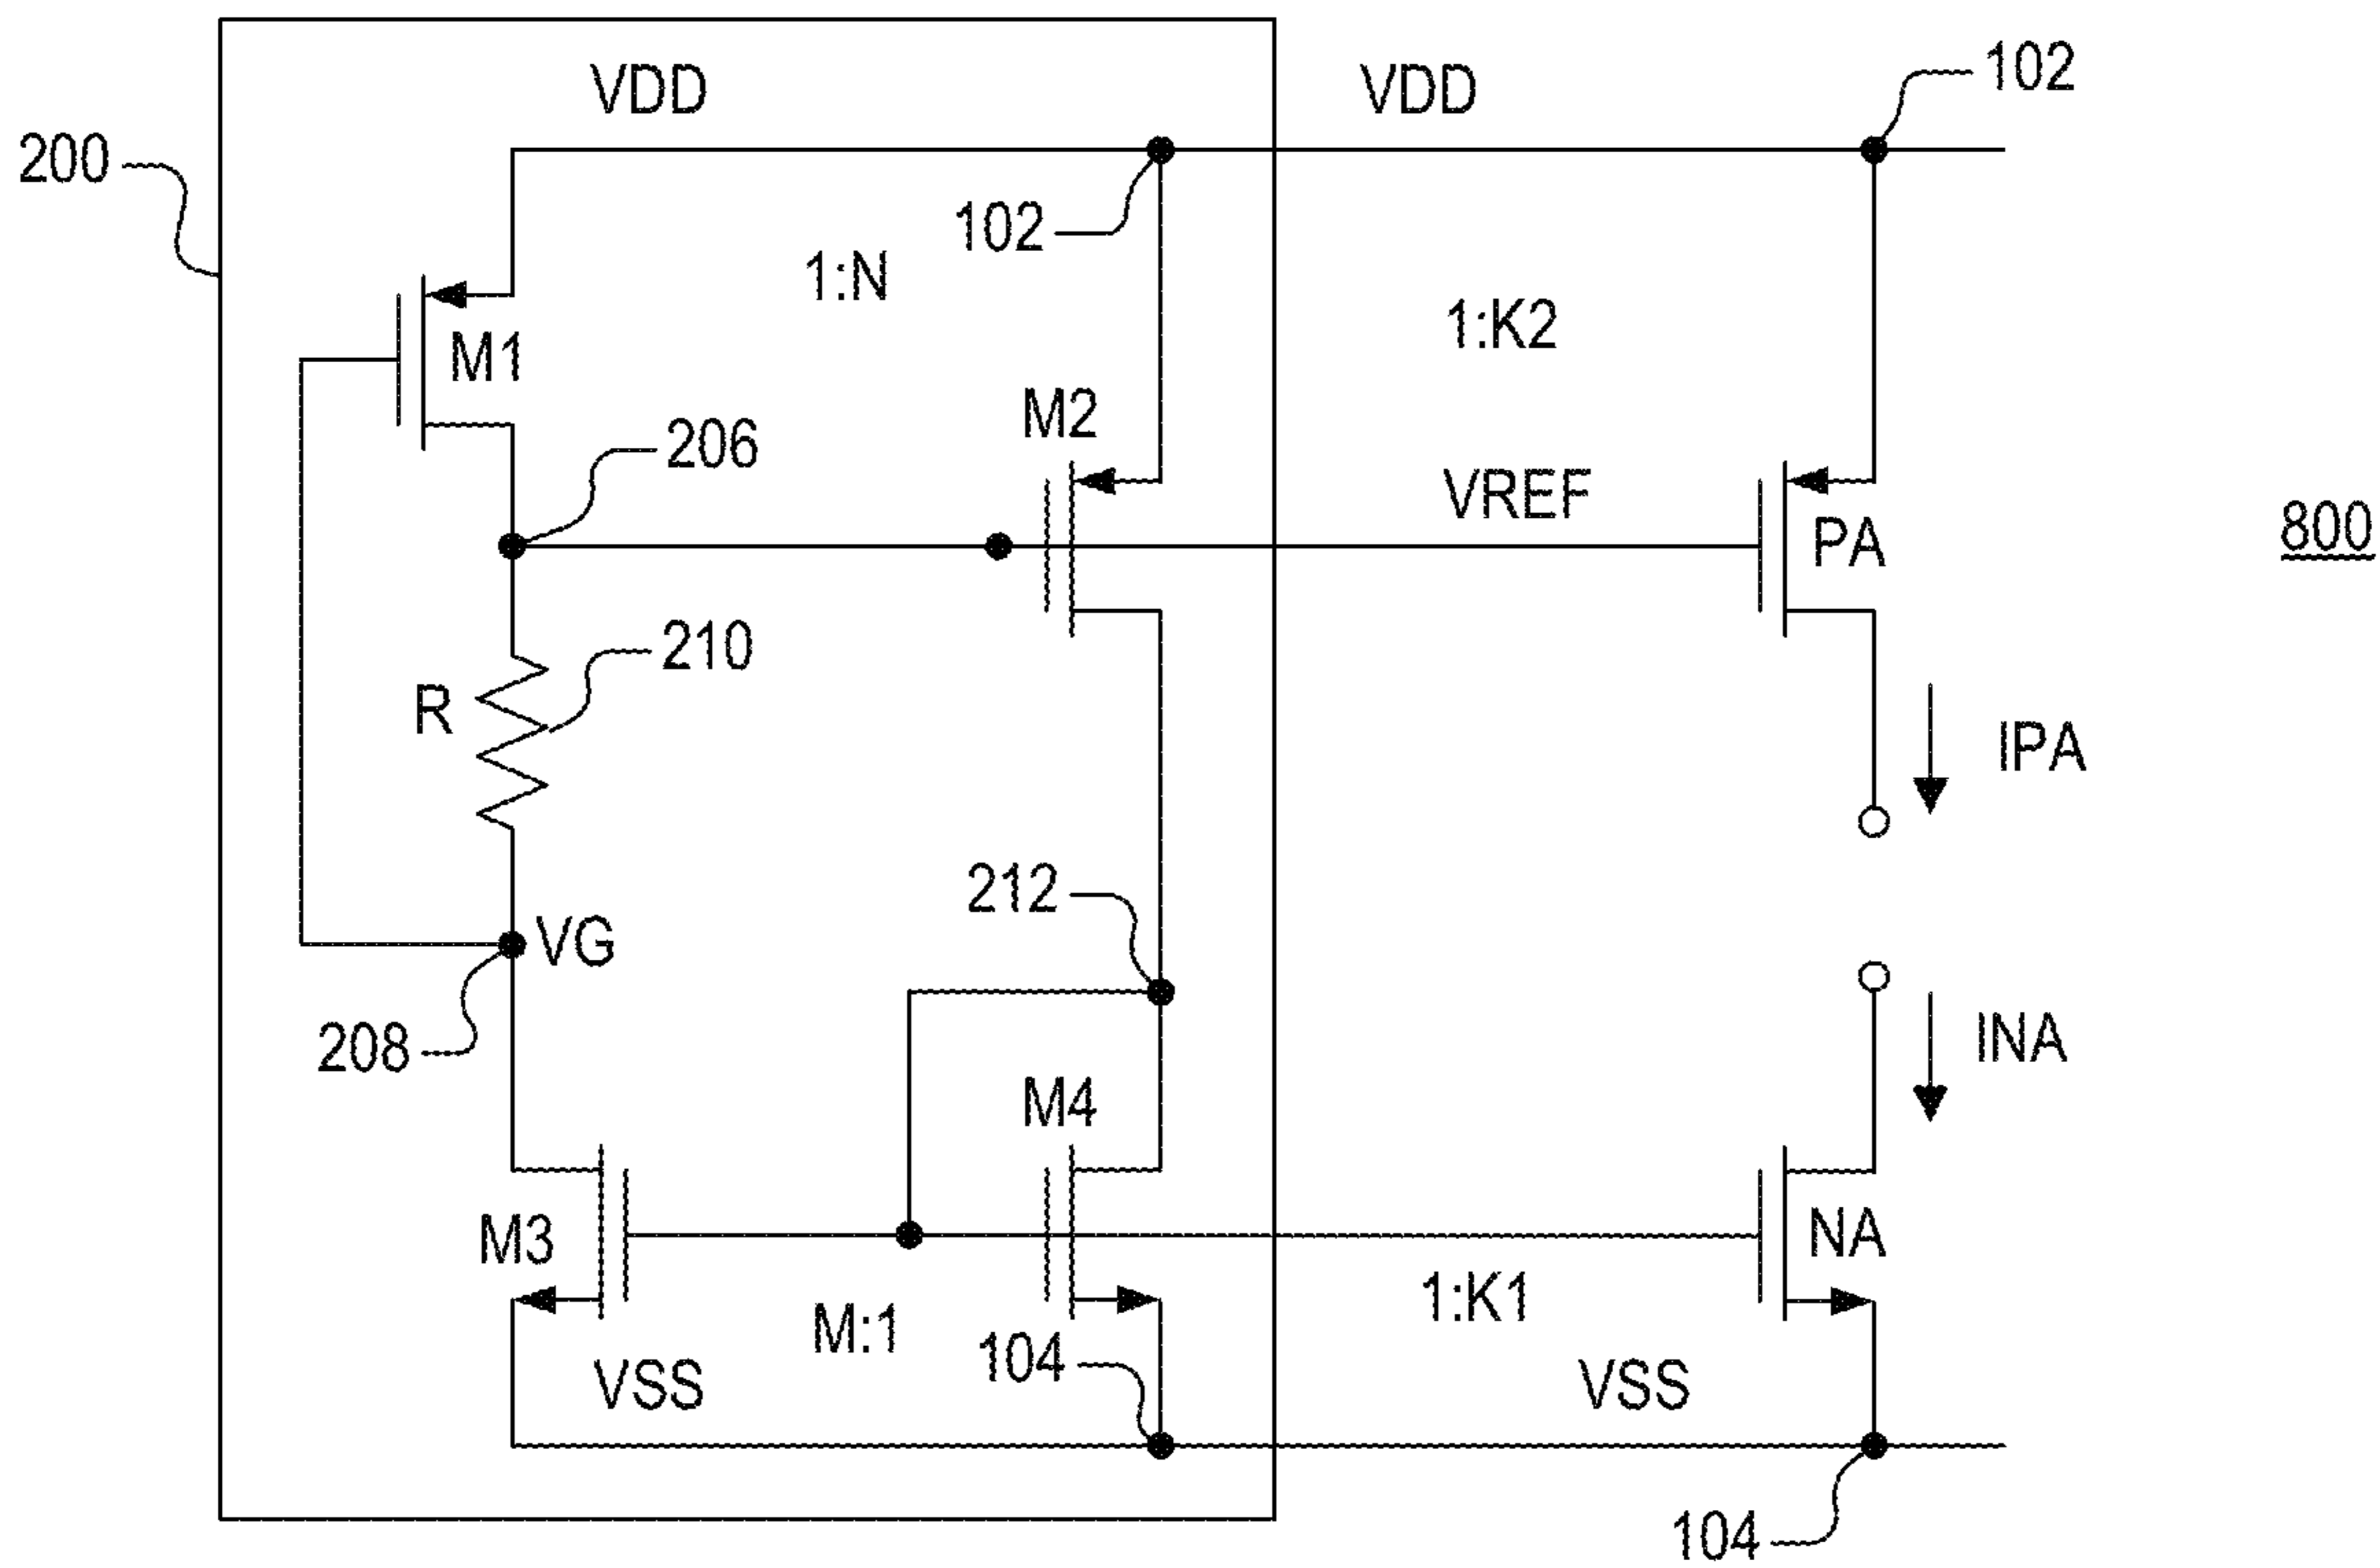 VDD
VDD
102
200
102
1:N
1:K2
M1
M2
206
VREF
PA
800
210
R
IPA
212
VG
208
INA
M4
M3
NA
M:1
104
1:K1
VSS
VSS
104